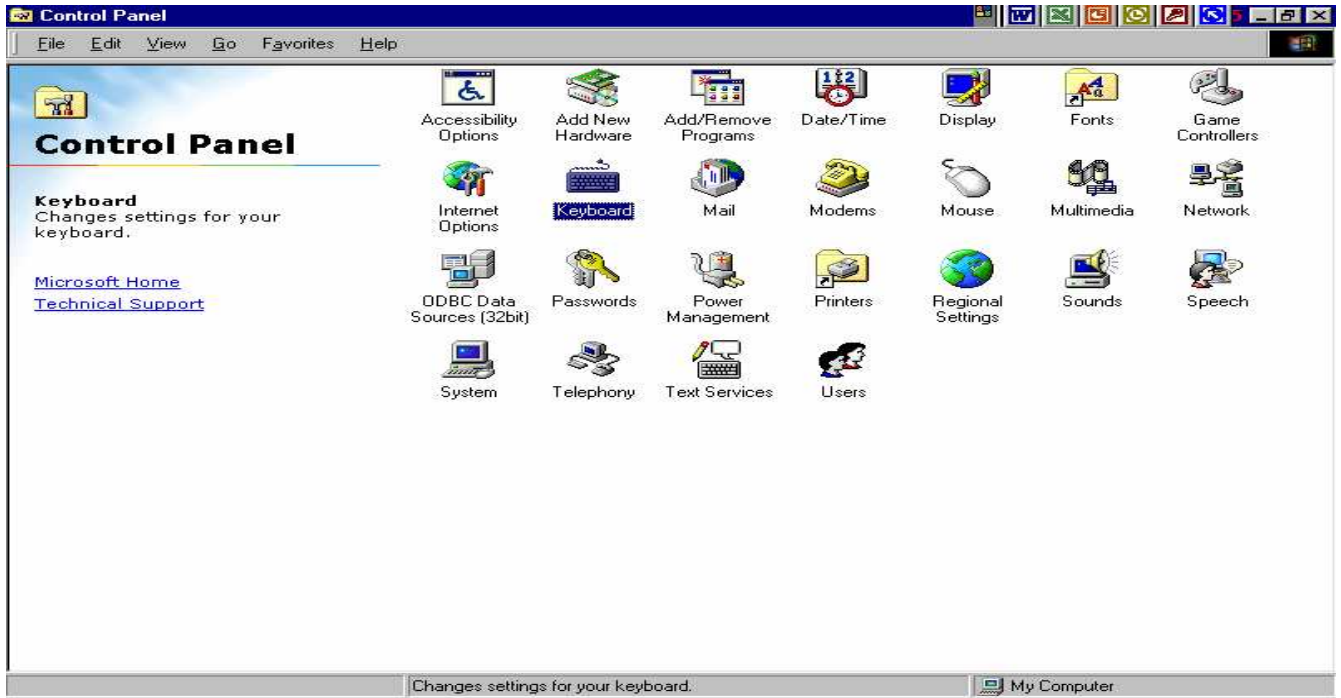 Control Panel
5
File Edit View Go Favorites Help
Control Panel
Keyboard
Changes settings for your
keyboard.
Microsoft Home
Technical Support
Accessibility
Options
Add New
Hardware
Add/Remove
Programs
Date/Time
Display
Fonts
Game
Controllers
Internet
Options
Keyboard
Mail
Modems
Mouse
Multimedia
Network
ODBC Data
Sources (32bit)
Passwords
Power
Management
Printers
Regional
Settings
Sounds
Speech
System
Telephony
Text Services
Users
Changes settings for your keyboard.
My Computer